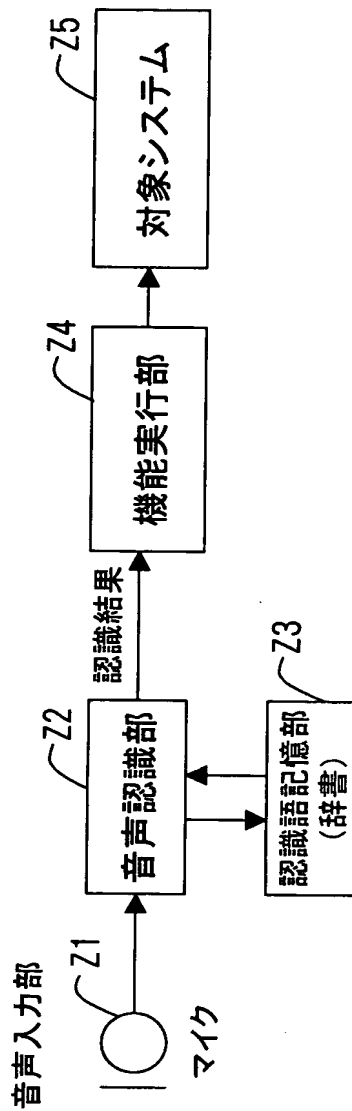 音声入力部
Z1
マイク
Z2
音声認識部
認識結果
Z3
認識語記憶部
(辞書)
Z4
機能実行部
Z5
対象システム